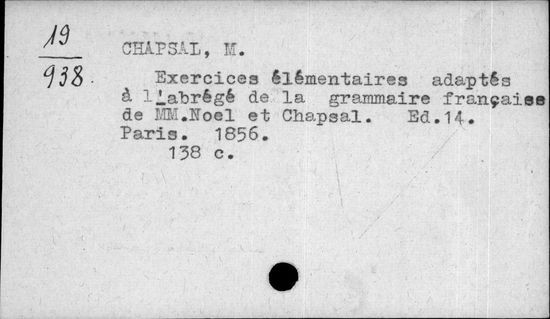 19
938.
CHAPSAL, M.
Exercices élémentaires adaptés
à l'abrégé de la grammaire française
de MM.Noel et Chapsal. Ed.14.
Paris. 1856.
138 c.